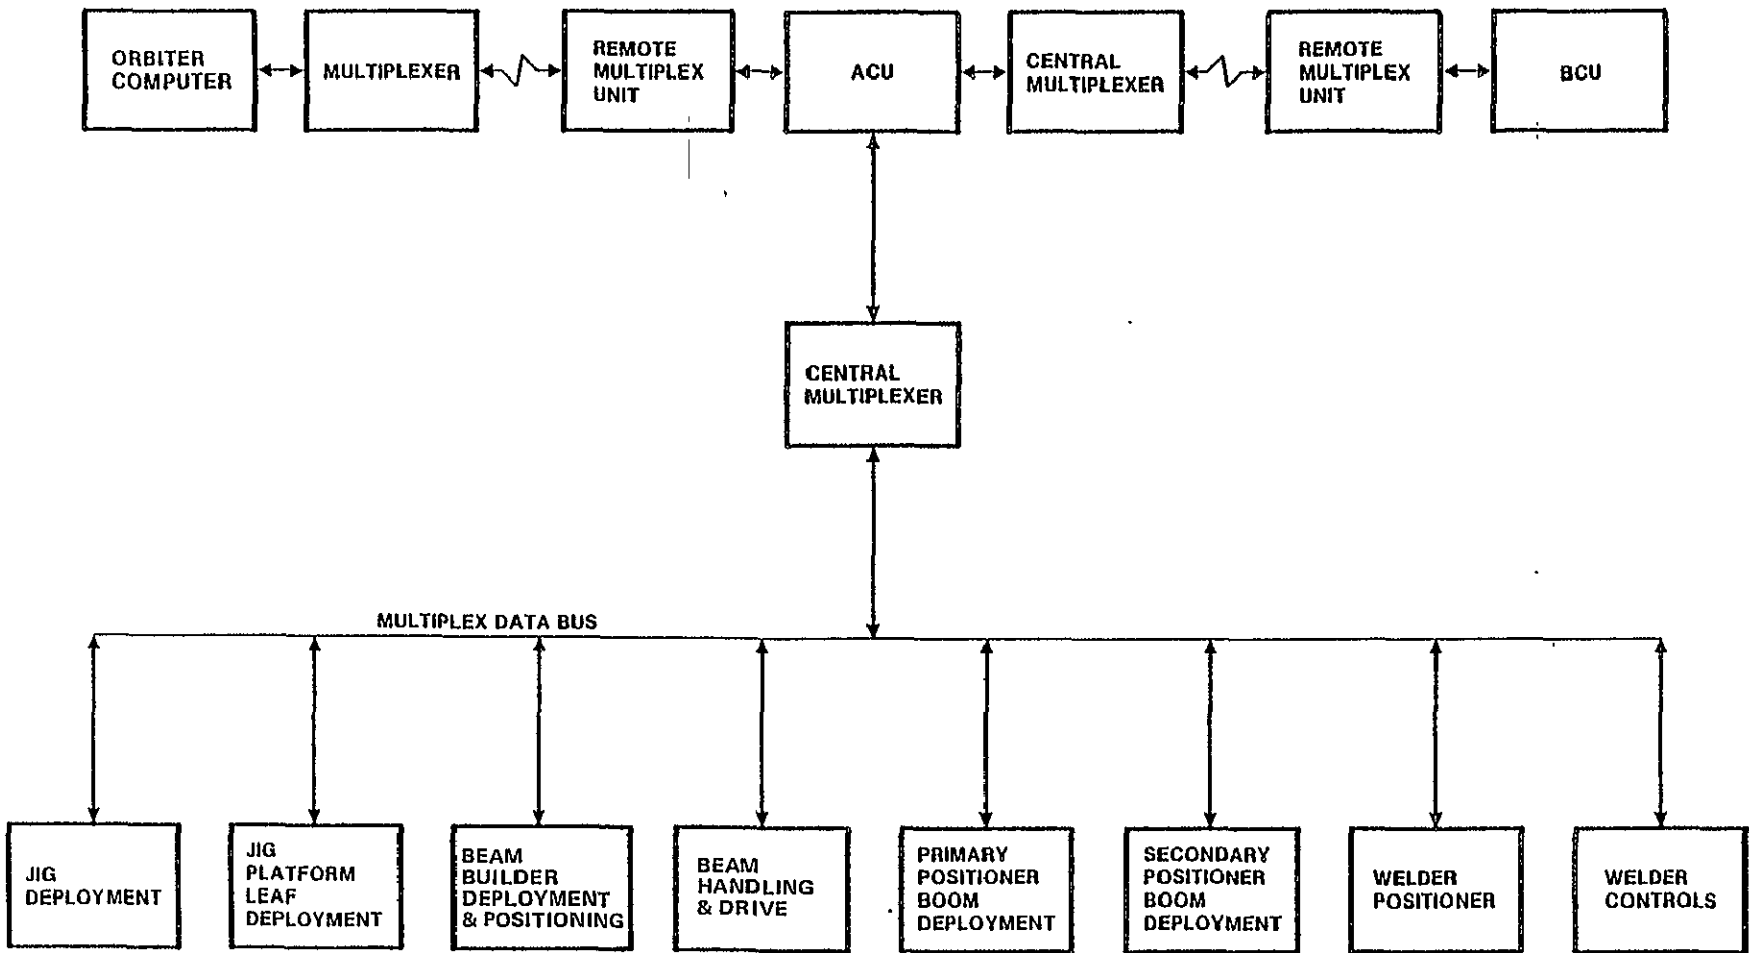 ORBITER
COMPUTER
MULTIPLEXER
REMOTE
MULTIPLEX
UNIT
ACU
CENTRAL
MULTIPLEXER
REMOTE
MULTIPLEX
UNIT
BCU
CENTRAL
MULTIPLEXER
MULTIPLEX DATA BUS
JIG
DEPLOYMENT
JIG
PLATFORM
LEAF
DEPLOYMENT
BEAM
BUILDER
DEPLOYMENT
& POSITIONING
BEAM
HANDLING
& DRIVE
PRIMARY
POSITIONER
BOOM
DEPLOYMENT
SECONDARY
POSITIONER
BOOM
DEPLOYMENT
WELDER
POSITIONER
WELDER
CONTROLS